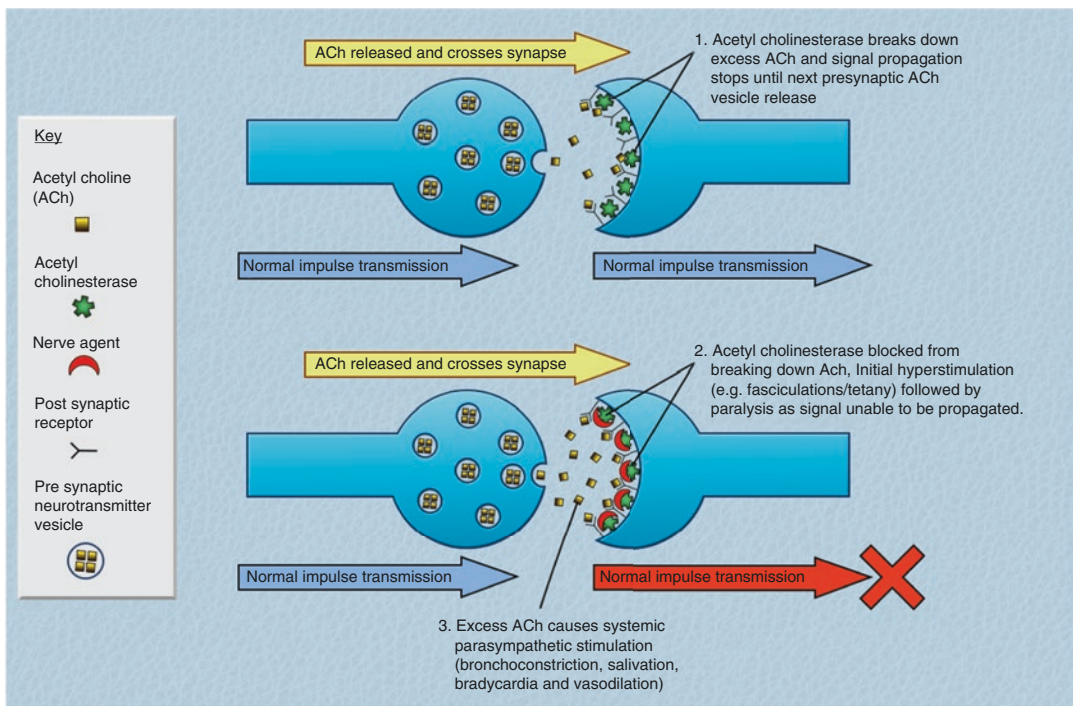 ACh released and crosses synapse
1. Acetyl cholinesterase breaks down
excess ACh and signal propagation
stops until next presynaptic ACh
vesicle release
Key
Acetyl choline
(ACh)
Acetyl
cholinesterase
Nerve agent
Post synaptic
receptor
Pre synaptic
neurotransmitter
vesicle
Normal impulse transmission
Normal impulse transmission
ACh released and crosses synapse
2. Acetyl cholinesterase blocked from
breaking down Ach, Initial hyperstimulation
(e.g. fasciculations/tetany) followed by
paralysis as signal unable to be propagated.
Normal impulse transmission
Normal impulse transmission
3. Excess ACh causes systemic
parasympathetic stimulation
(bronchoconstriction, salivation,
bradycardia and vasodilation)